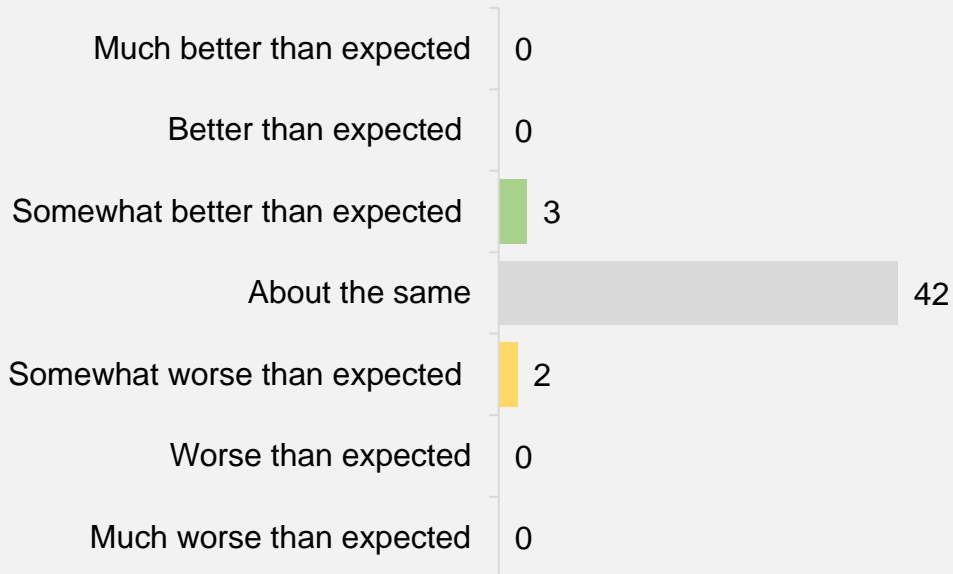 Much better than expected 0
Better than expected 0
Somewhat better than expected 3
About the same 42
Somewhat worse than expected 2
Worse than expected 0
Much worse than expected 0